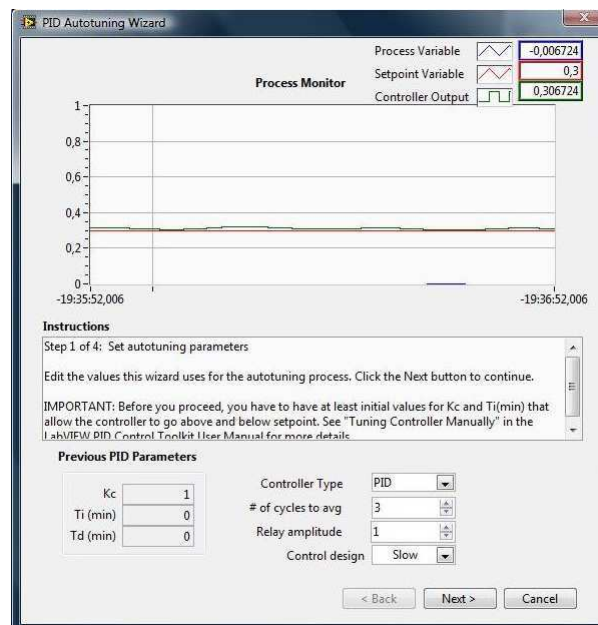 PID Autotuning Wizard
Process Variable
-0,006724
Process Monitor
Setpoint Variable
0,3
Controller Output
0,306724
1
0,8
0,6
0,4
0,2
0
-19:35:52,006
-19:36:52,006
Instructions
Step 1 of 4: Set autotuning parameters
Edit the values this wizard uses for the autotuning process. Click the Next button to continue.
IMPORTANT: Before you proceed, you have to have at least initial values for Kc and Ti(min) that
allow the controller to go above and below setpoint. See "Tuning Controller Manually" in the
LabVIEW PID Control Toolkit User Manual for more details
Previous PID Parameters
Kc 1
Ti (min) 0
Td (min) 0
Controller Type PID
# of cycles to avg 3
Relay amplitude 1
Control design Slow
< Back
Next >
Cancel